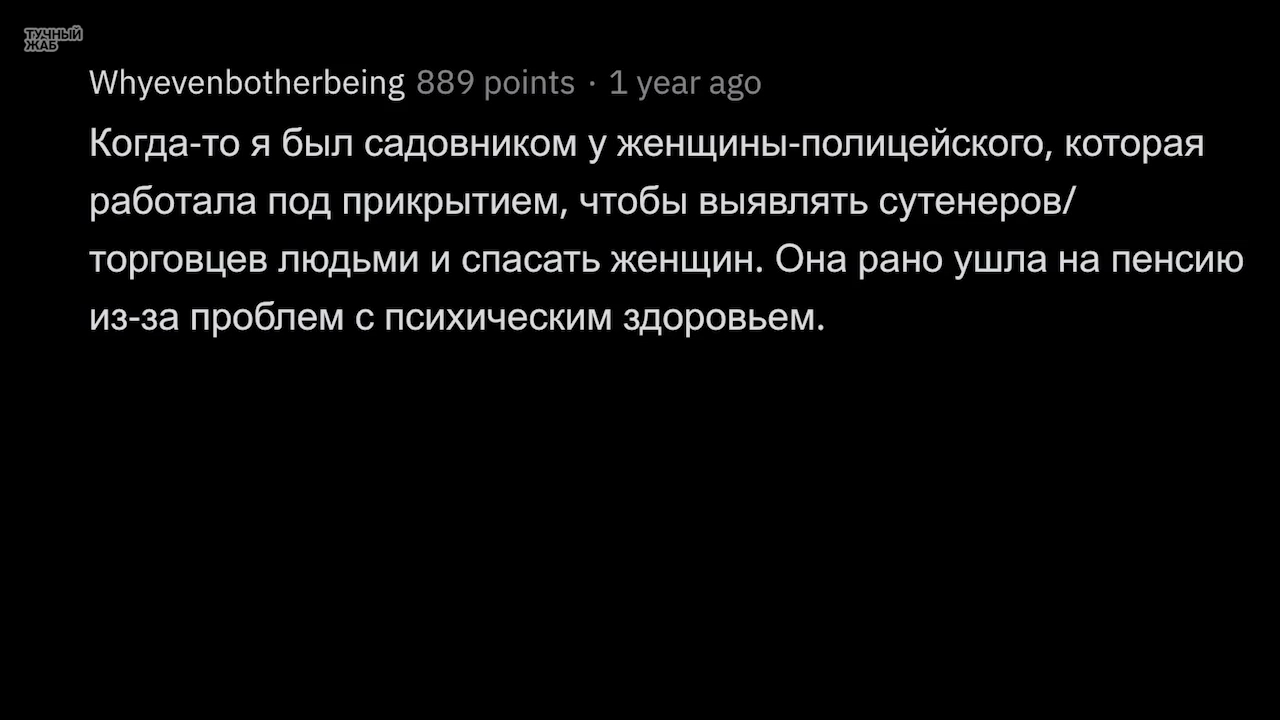 ТУЧНЫЙ
ЖАБ
Whyevenbotherbeing 889 points · 1 year ago
Когда-то я был садовником у женщины-полицейского, которая
работала под прикрытием, чтобы выявлять сутенеров/
торговцев людьми и спасать женщин. Она рано ушла на пенсию
из-за проблем с психическим здоровьем.